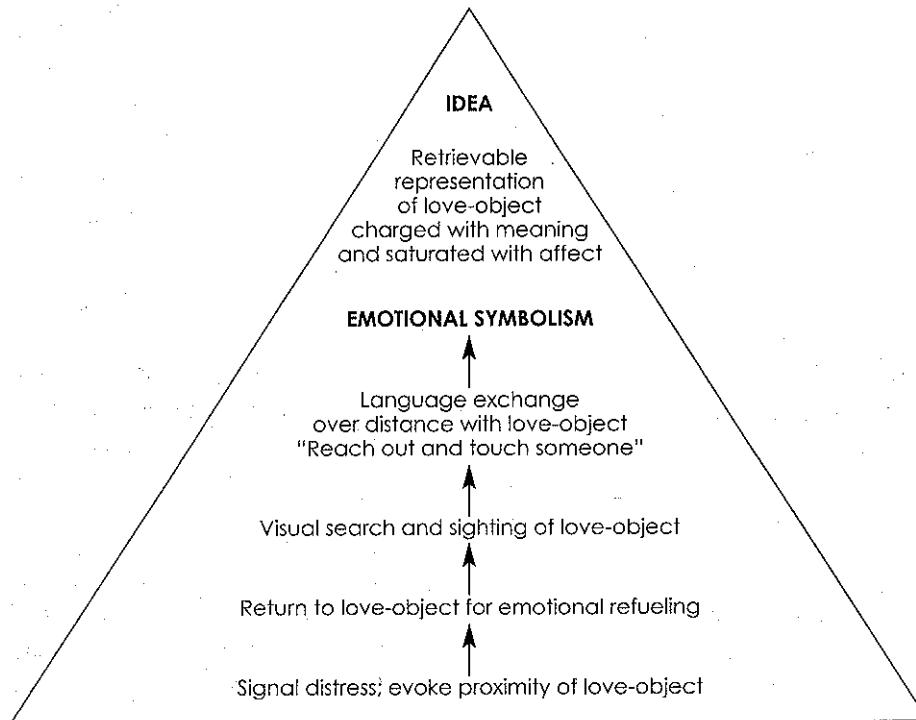 IDEA
Retrievable
representation
of love-object
charged with meaning
and saturated with affect
EMOTIONAL SYMBOLISM
Language exchange
over distance with love-object
"Reach out and touch someone"
Visual search and sighting of love-object
Return to love-object for emotional refueling
Signal distress; evoke proximity of love-object